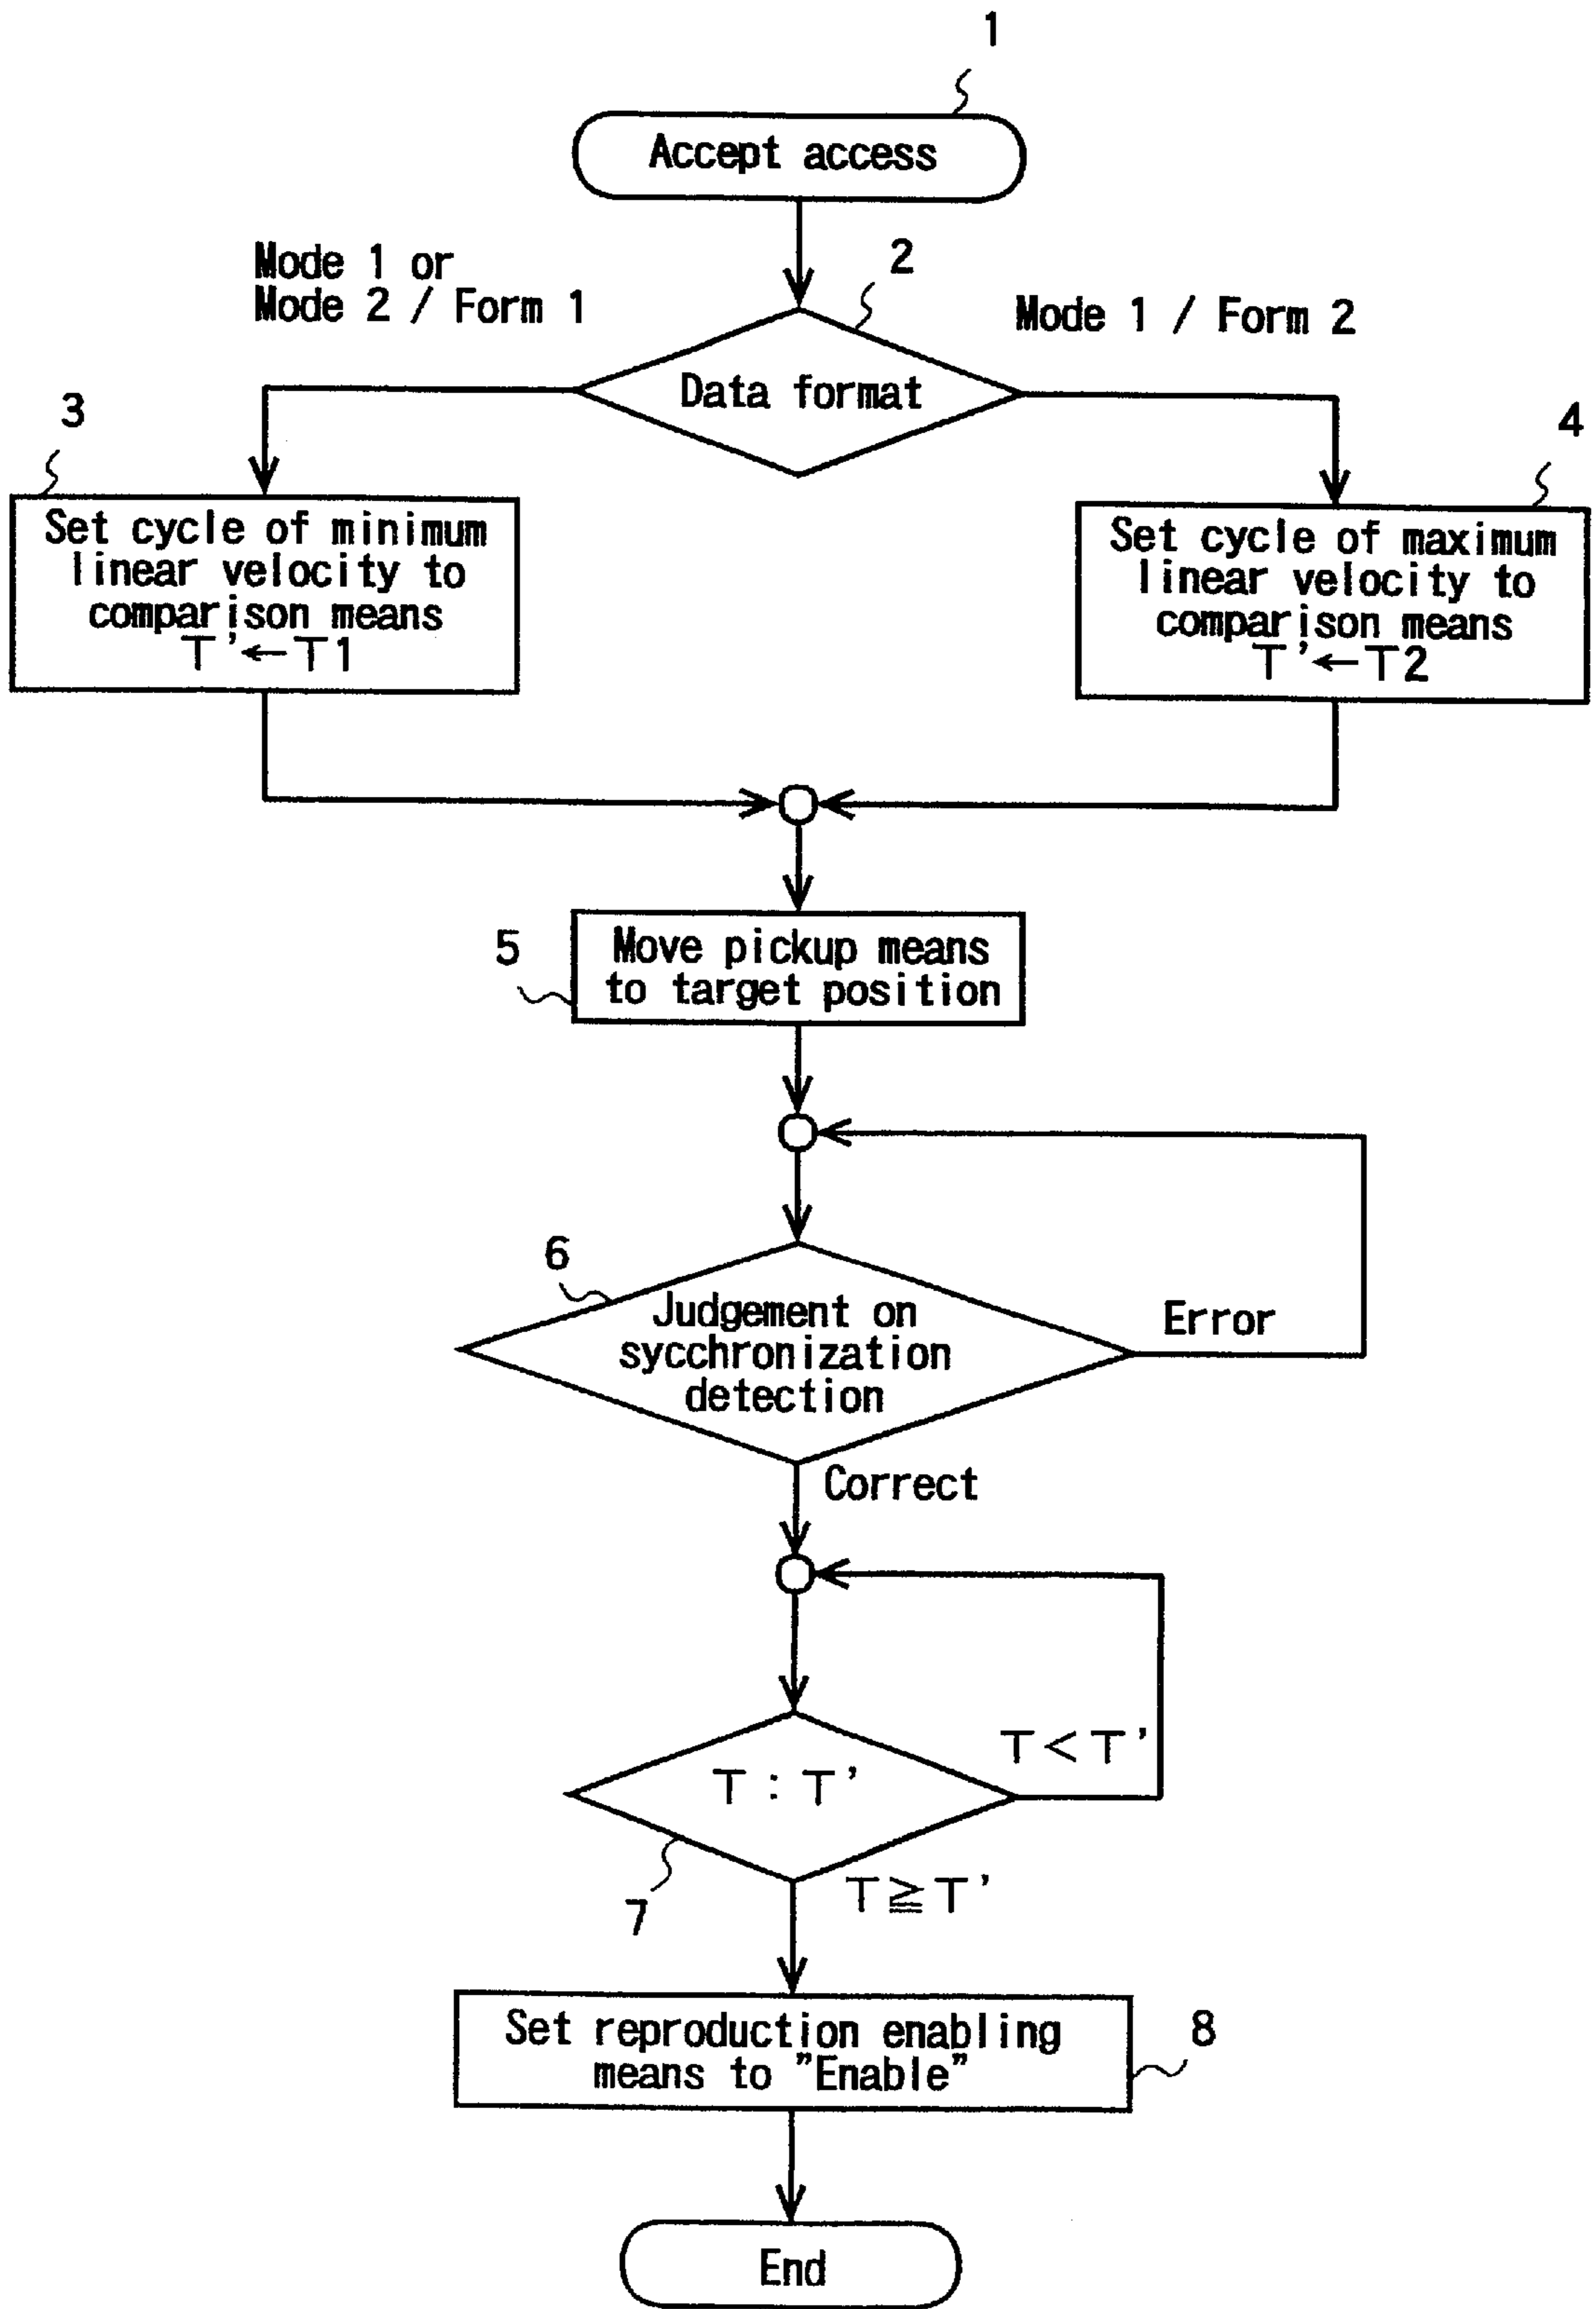 1
Accept access
Mode 1 or
Mode 2 / Form 1
2
Mode 1 / Form 2
Data format
3
Set cycle of minimum
linear velocity to
comparison means
T'←T1
4
Set cycle of maximum
linear velocity to
comparison means
T'←T2
5
Move pickup means
to target position
6
Judgement on
sycchronization
detection
Error
Correct
T : T'
T<T'
7
T≧T'
Set reproduction enabling
means to "Enable"
8
End